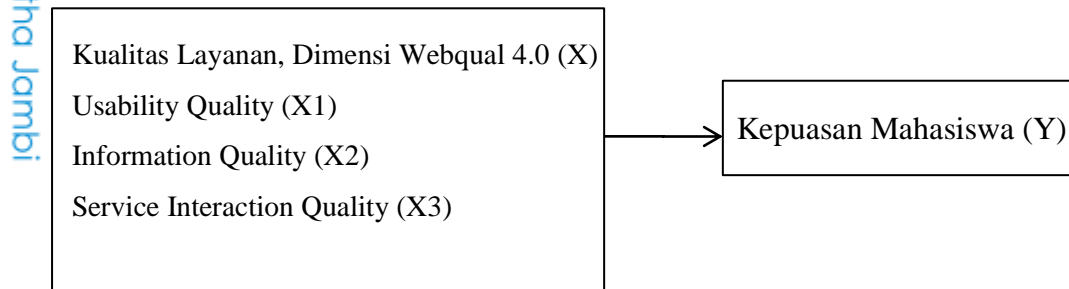 tha Jambi
Kualitas Layanan, Dimensi Webqual 4.0 (X)
Usability Quality (X1)
Information Quality (X2)
Service Interaction Quality (X3)
Kepuasan Mahasiswa (Y)